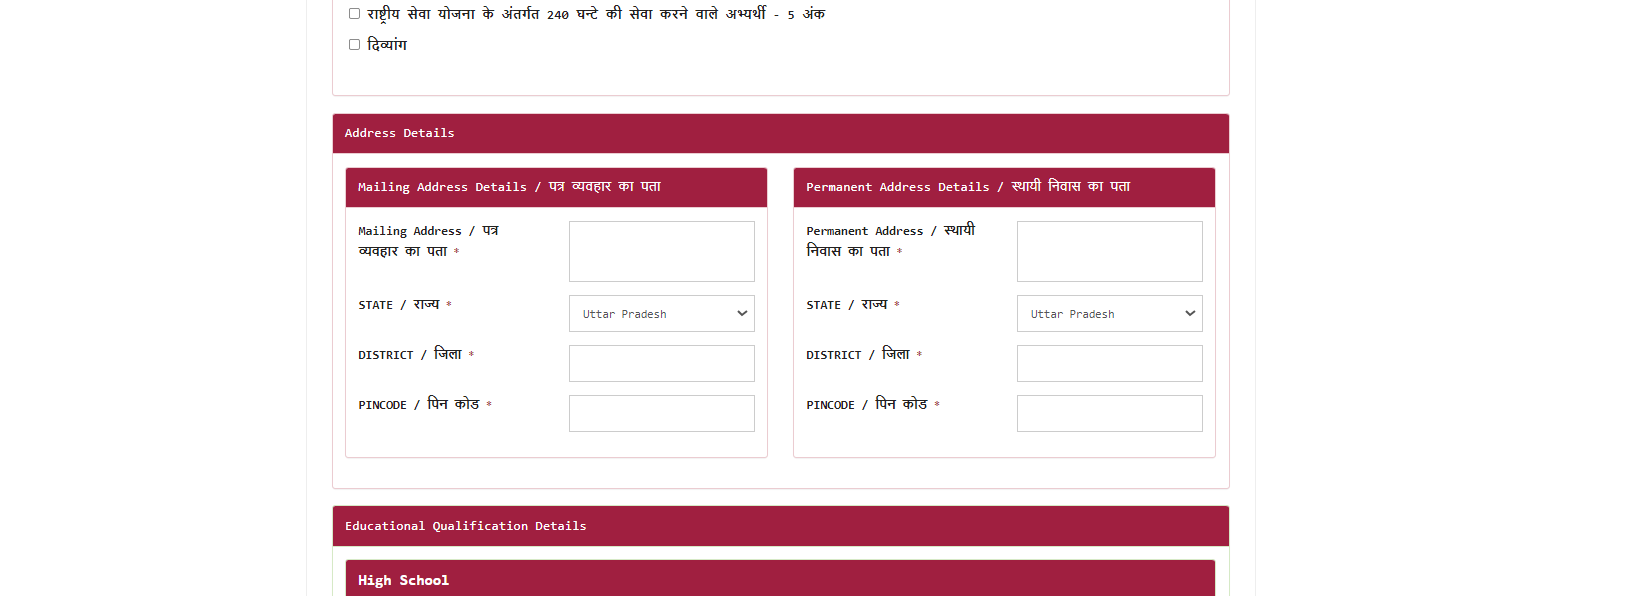 राष्ट्रीय सेवा योजना के अंतर्गत 240 घन्टे की सेवा करने वाले अभ्यर्थी - 5 अंक
दिव्यांग
Address Details
Mailing Address Details / पत्र व्यवहार का पता
Mailing Address / पत्र
व्यवहार का पता *
STATE / राज्य *
Uttar Pradesh
DISTRICT / जिला *
PINCODE / पिन कोड *
Permanent Address Details / स्थायी निवास का पता
Permanent Address / स्थायी
निवास का पता *
STATE / राज्य *
Uttar Pradesh
DISTRICT / जिला *
PINCODE / पिन कोड *
Educational Qualification Details
High School